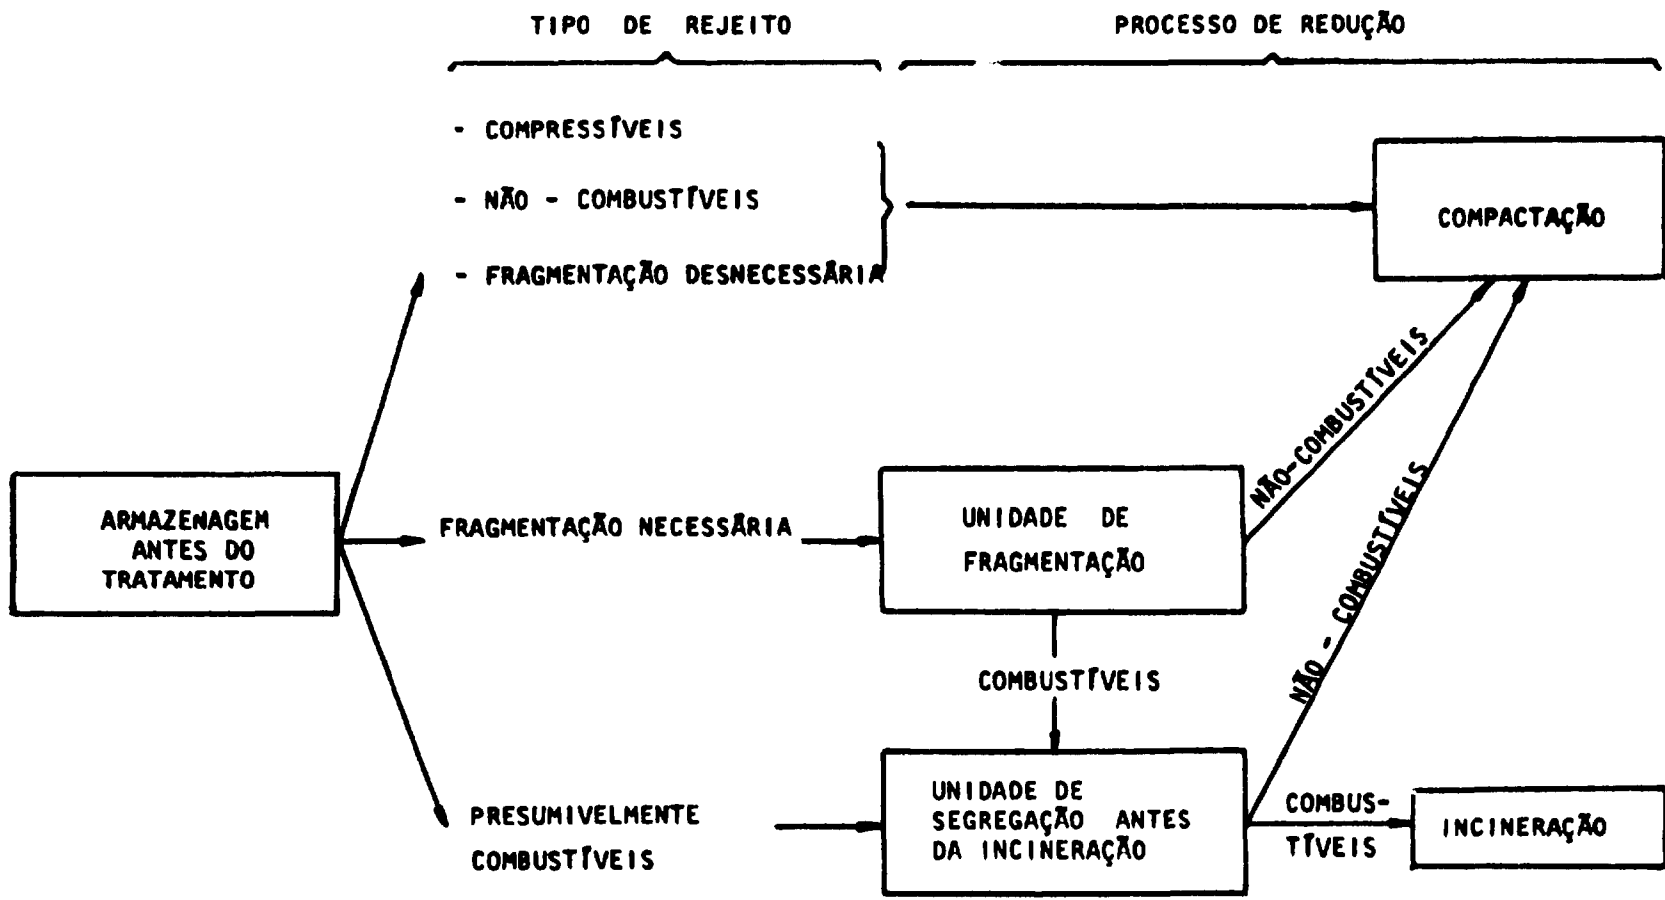 TIPO DE REJEITO
PROCESSO DE REDUÇÃO
- COMPRESSÍVEIS
- NÃO - COMBUSTÍVEIS
- FRAGMENTAÇÃO DESNECESSÁRIA
COMPACTAÇÃO
NÃO-COMBUSTÍVEIS
NÃO - COMBUSTÍVEIS
ARMAZENAGEM
ANTES DO
TRATAMENTO
FRAGMENTAÇÃO NECESSÁRIA
UNIDADE DE
FRAGMENTAÇÃO
COMBUSTÍVEIS
PRESUMIVELMENTE
COMBUSTÍVEIS
UNIDADE DE
SEGREGAÇÃO ANTES
DA INCINERAÇÃO
COMBUS-
TÍVEIS
INCINERAÇÃO